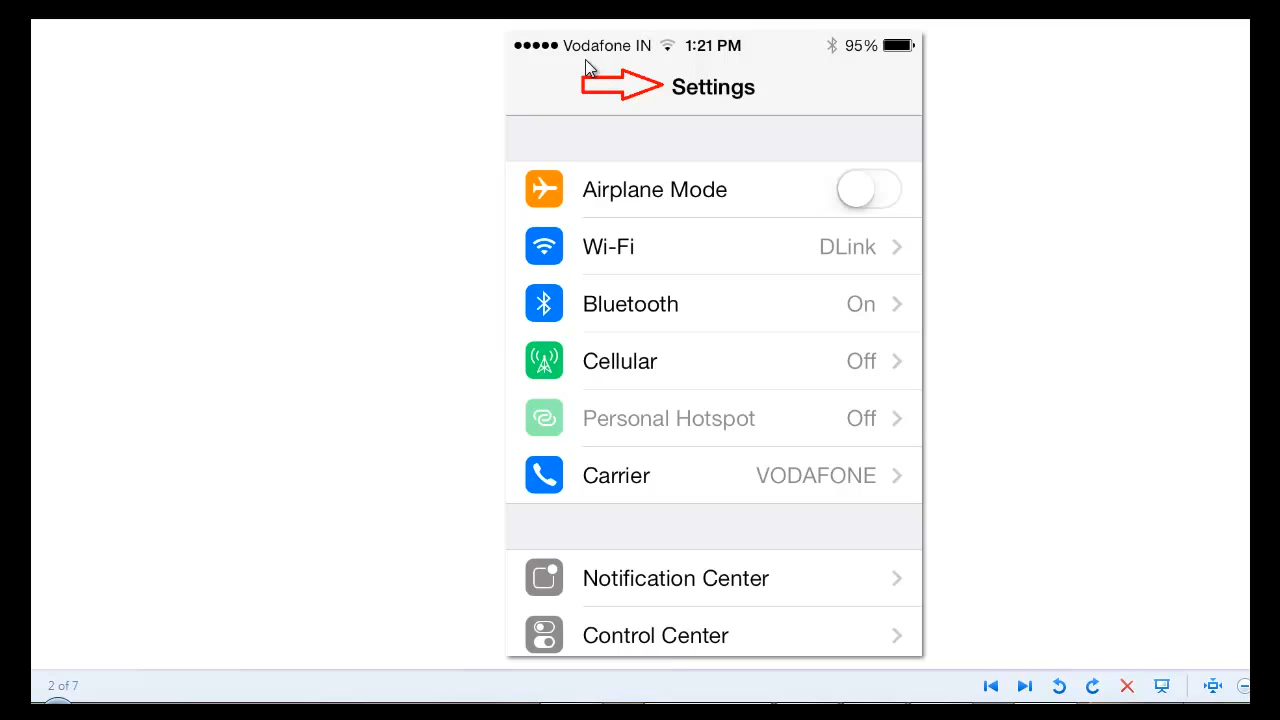 Vodafone IN 1:21 PM 95%
Settings
Airplane Mode
Wi-Fi DLink
Bluetooth On
Cellular Off
Personal Hotspot Off
Carrier VODAFONE
Notification Center
Control Center
2 of 7